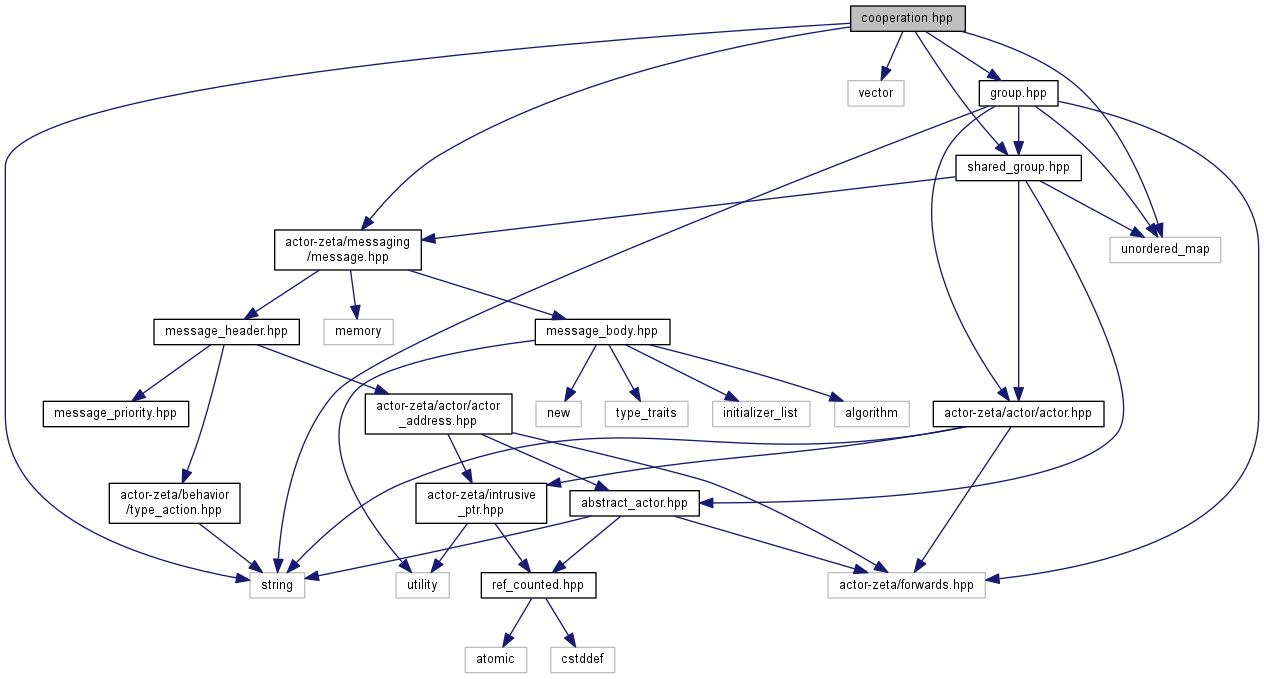 cooperation.hpp
vector
group.hpp
shared_group.hpp
actor-zeta/messaging
/message.hpp
unordered_map
message_header.hpp
memory
message_body.hpp
message_priority.hpp
actor-zeta/actor/actor
_address.hpp
new
type_traits
initializer_list
algorithm
actor-zeta/actor/actor.hpp
actor-zeta/behavior
/type_action.hpp
actor-zeta/intrusive
_ptr.hpp
abstract_actor.hpp
string
utility
ref_counted.hpp
actor-zeta/forwards.hpp
atomic
cstddef